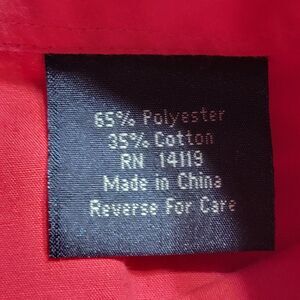 65% Polyester
35% Cotton
RN 14119
Made in China
Reverse For Care